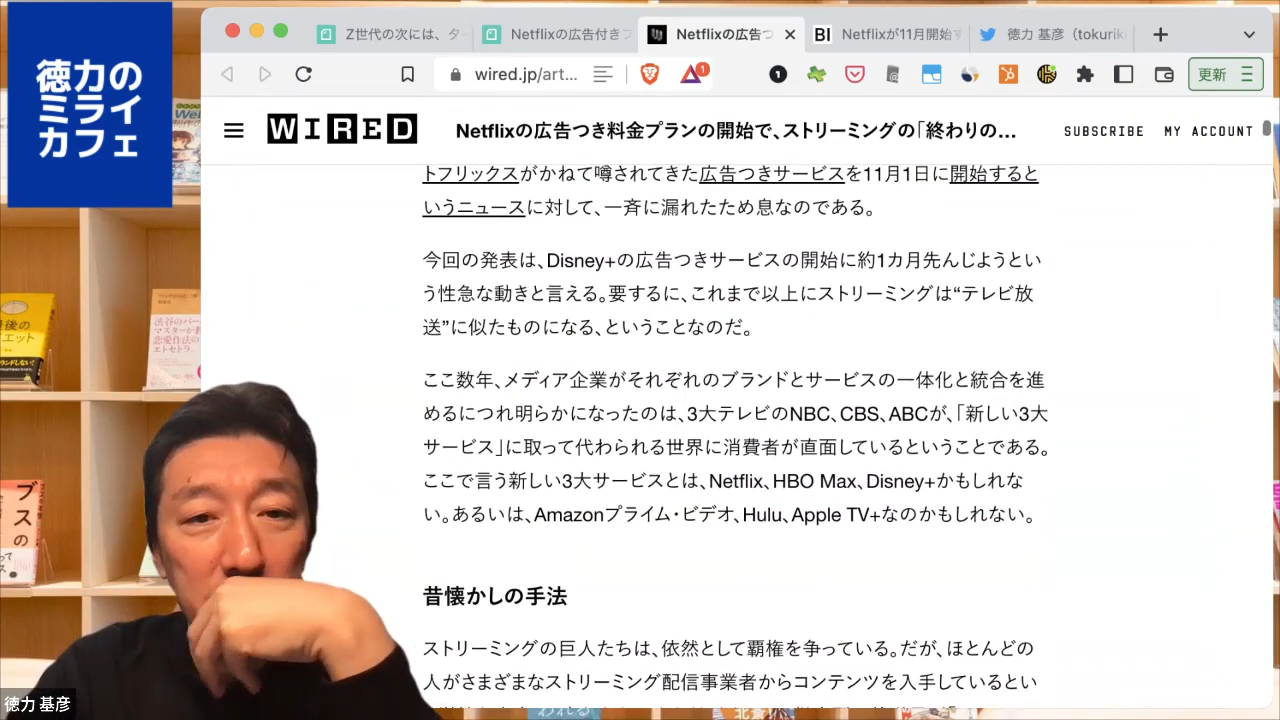 徳力の
ミライ
カフェ
Z世代の次には、タ
Netflixの広告付きプ
Netflixの広告つ
BI
Netflixが11月開始す
徳力 基彦（tokuriki
wired.jp/art...
1
1
更新
WIRED
Netflixの広告つき料金プランの開始で、ストリーミングの「終わりの...
SUBSCRIBE
MY ACCOUNT
トフリックスがかねて噂されてきた広告つきサービスを11月1日に開始すると
いうニュースに対して、一斉に漏れたため息なのである。
今回の発表は、Disney+の広告つきサービスの開始に約1カ月先んじようとい
う性急な動きと言える。要するに、これまで以上にストリーミングは“テレビ放
送”に似たものになる、ということなのだ。
ここ数年、メディア企業がそれぞれのブランドとサービスの一体化と統合を進
めるにつれ明らかになったのは、3大テレビのNBC、CBS、ABCが、「新しい3大
サービス」に取って代わられる世界に消費者が直面しているということである。
ここで言う新しい3大サービスとは、Netflix、HBO Max、Disney+かもしれな
い。あるいは、Amazonプライム・ビデオ、Hulu、Apple TV+なのかもしれない。
昔懐かしの手法
ストリーミングの巨人たちは、依然として覇権を争っている。だが、ほとんどの
人がさまざまなストリーミング配信事業者からコンテンツを入手しているとい
ブスの
徳力 基彦